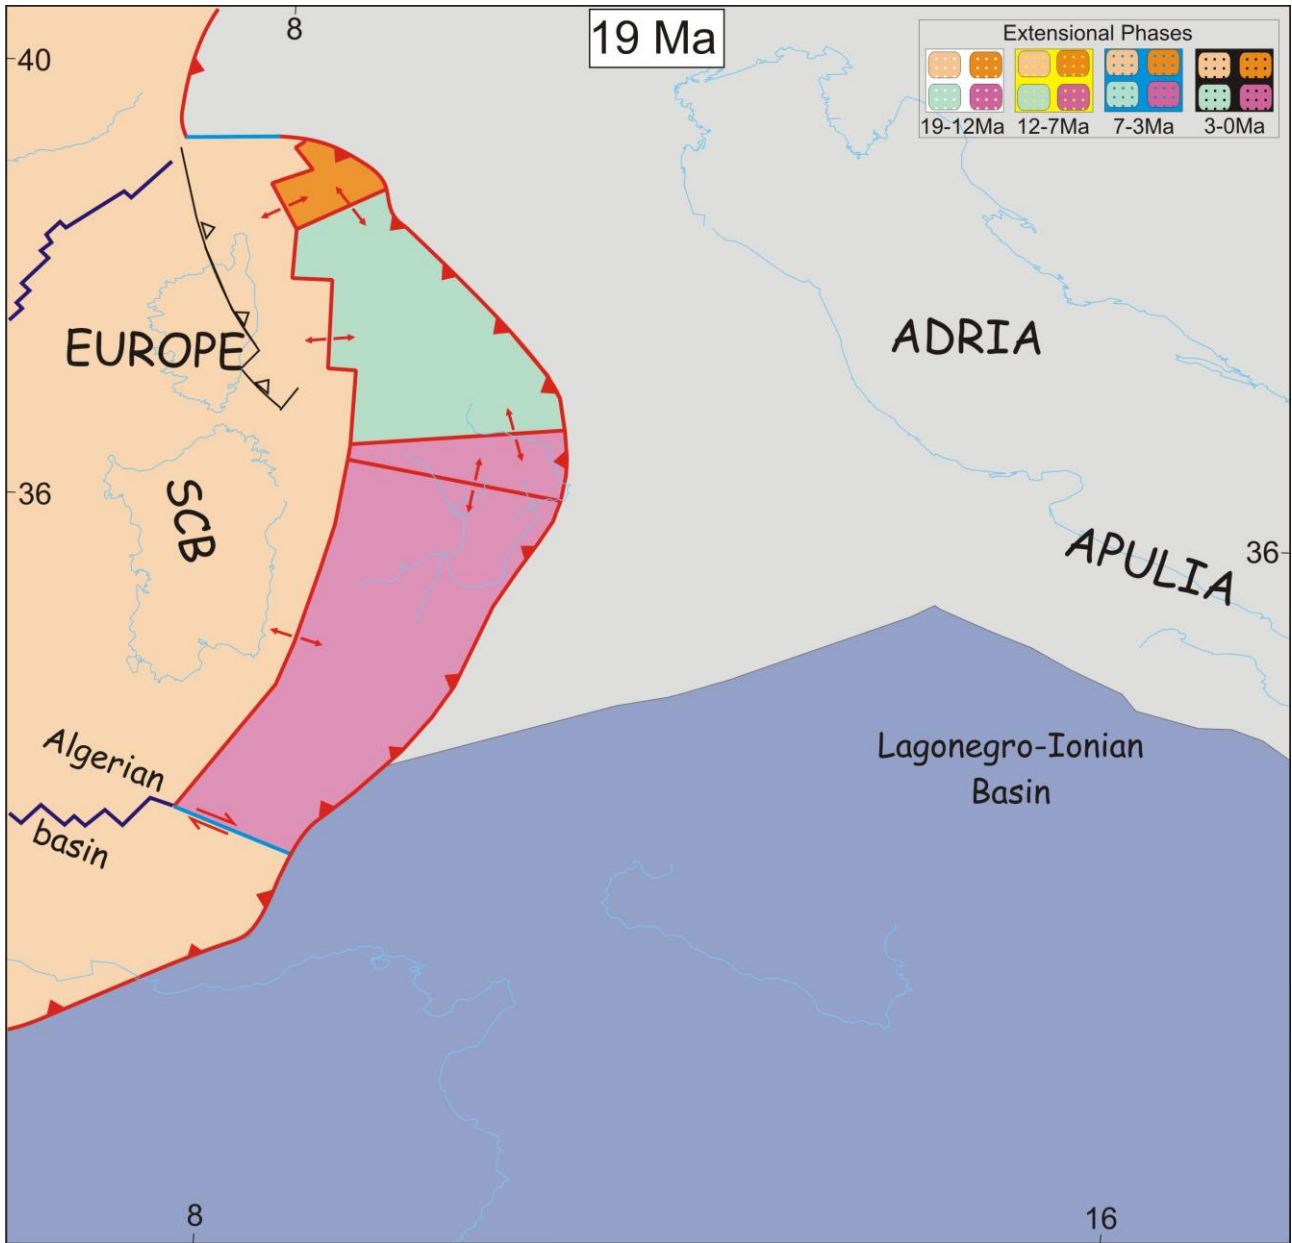 8
19 Ma
Extensional Phases
40
19-12Ma 12-7Ma 7-3Ma 3-0Ma
EUROPE
ADRIA
36
SCB
APULIA
36
Algerian
basin
Lagonegro-Ionian
Basin
8
16